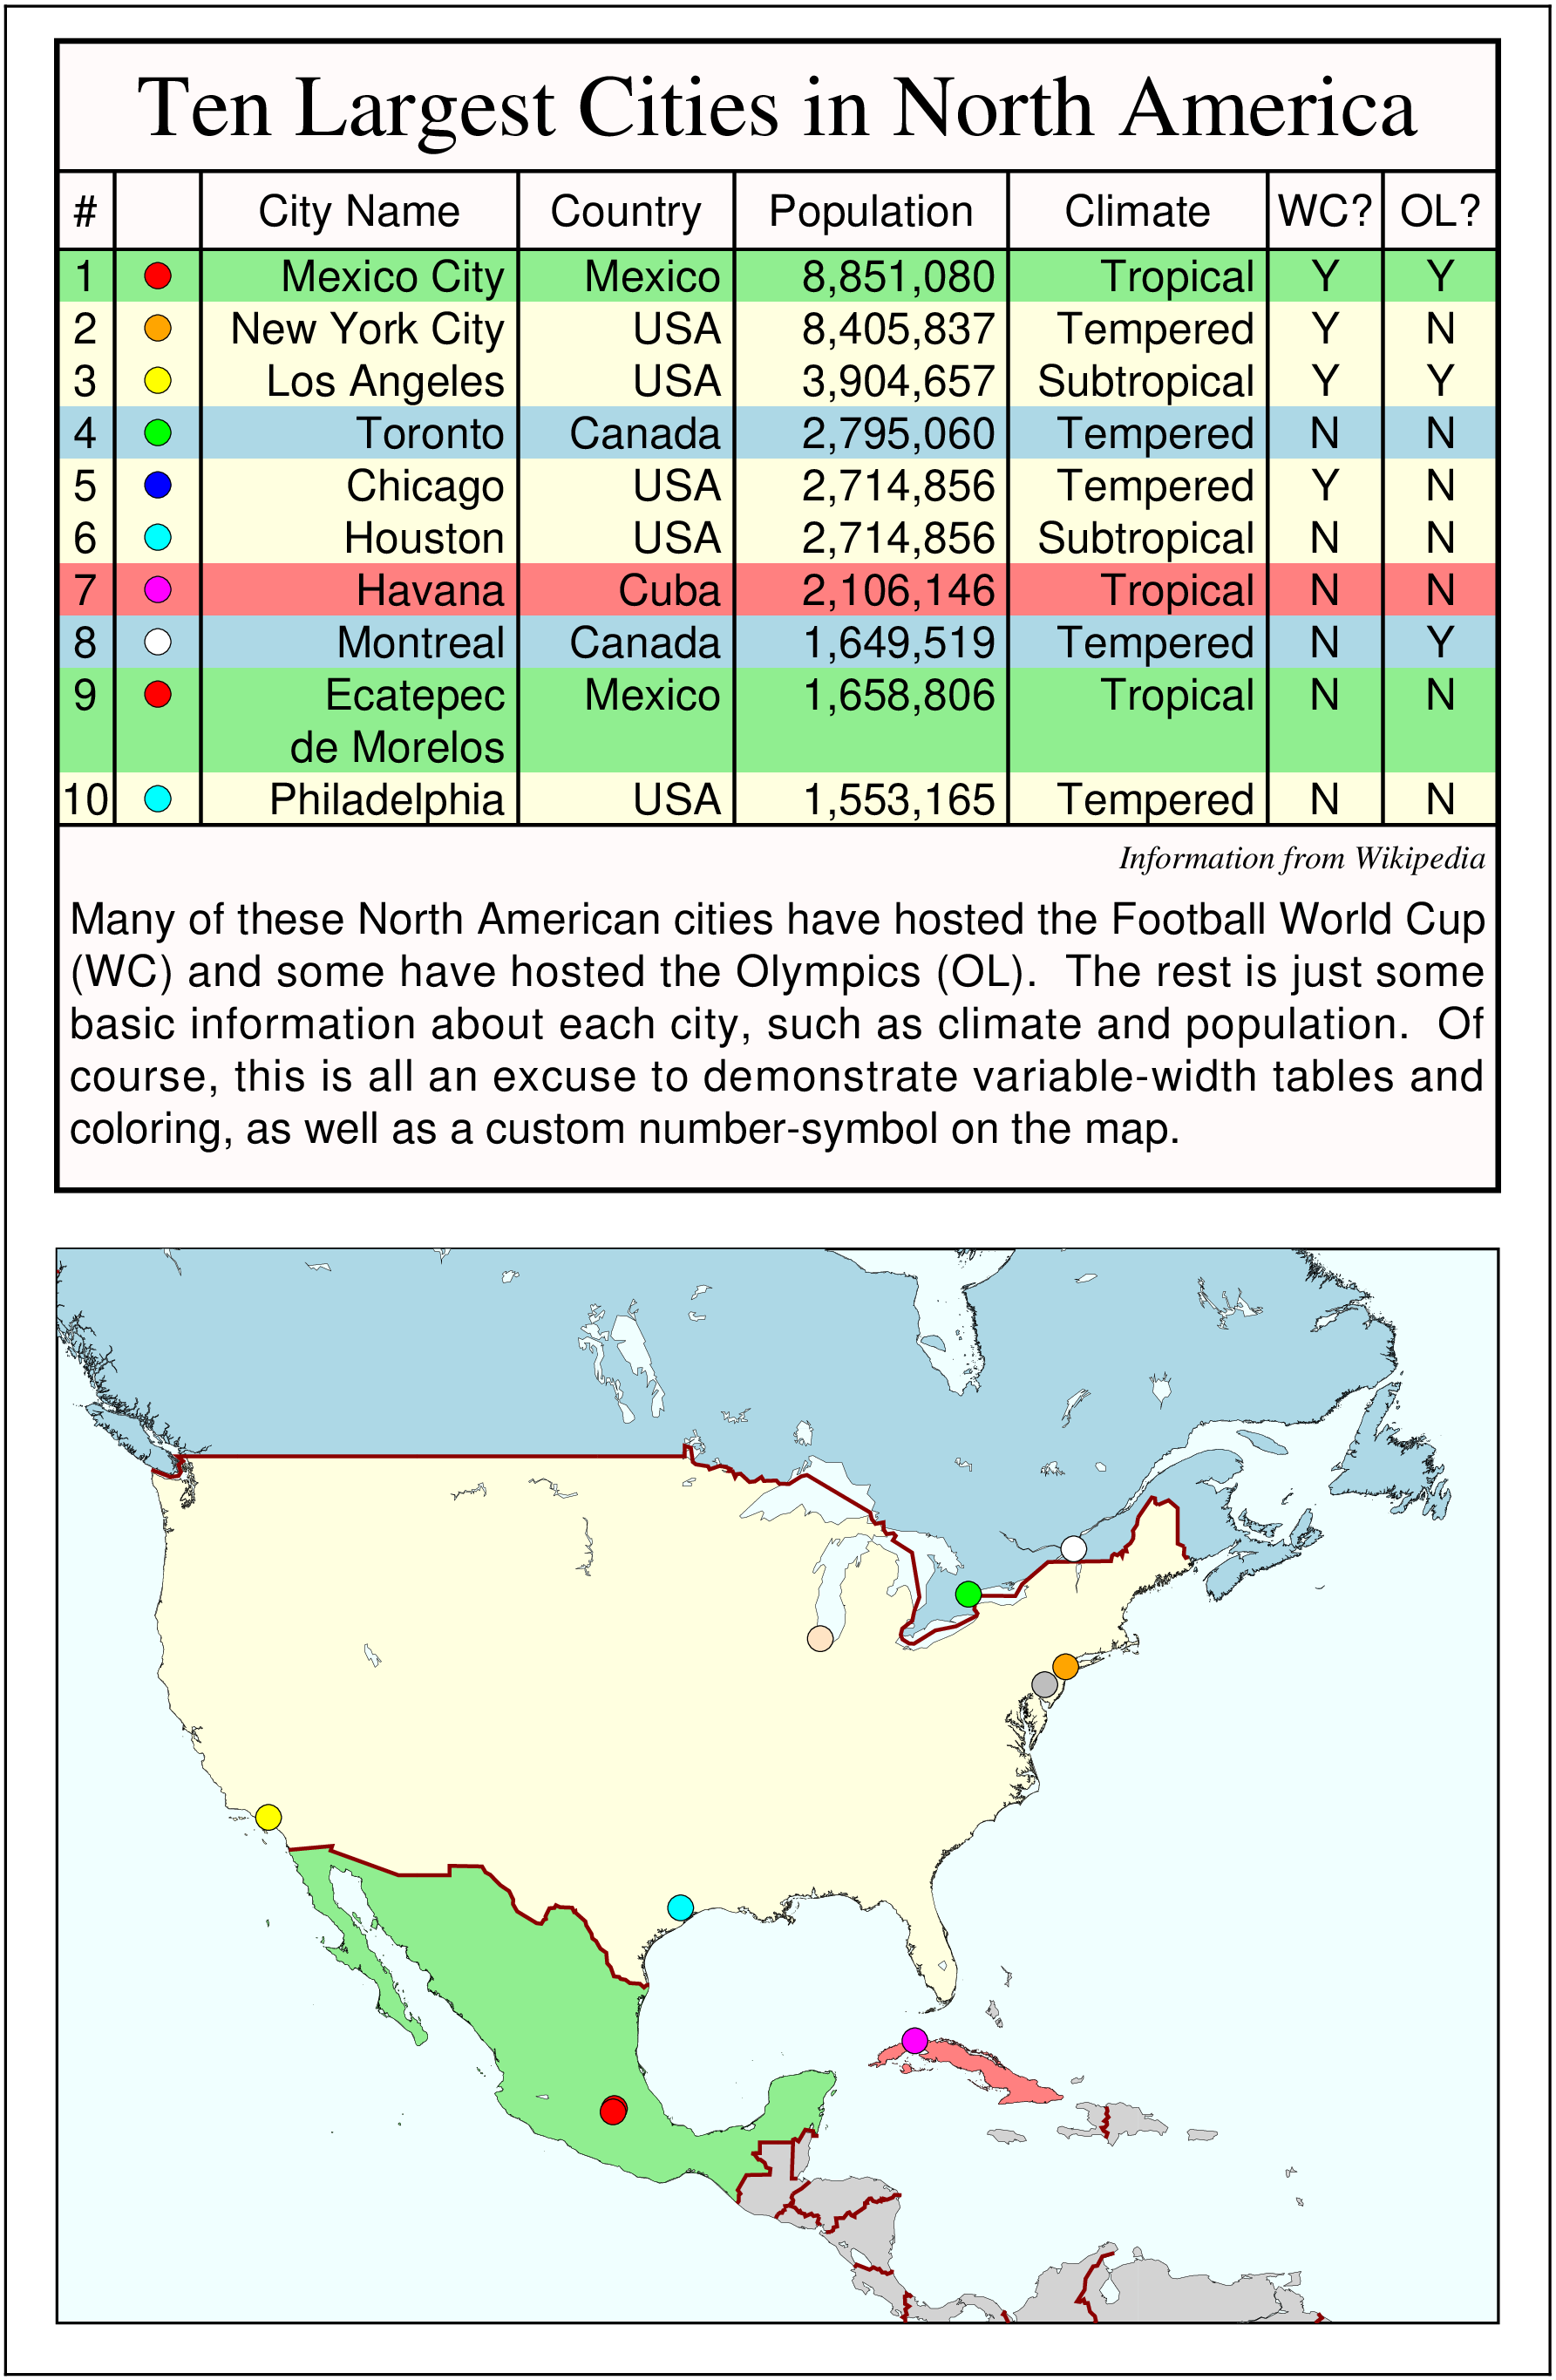 Ten Largest Cities in North America
# City Name Country Population Climate WC? OL?
1 Mexico City Mexico 8,851,080 Tropical Y Y
2 New York City USA 8,405,837 Tempered Y N
3 Los Angeles USA 3,904,657 Subtropical Y Y
4 Toronto Canada 2,795,060 Tempered N N
5 Chicago USA 2,714,856 Tempered Y N
6 Houston USA 2,714,856 Subtropical N N
7 Havana Cuba 2,106,146 Tropical N N
8 Montreal Canada 1,649,519 Tempered N Y
9 Ecatepec Mexico 1,658,806 Tropical N N
de Morelos
10 Philadelphia USA 1,553,165 Tempered N N
Information from Wikipedia
Many of these North American cities have hosted the Football World Cup
(WC) and some have hosted the Olympics (OL). The rest is just some
basic information about each city, such as climate and population. Of
course, this is all an excuse to demonstrate variable-width tables and
coloring, as well as a custom number-symbol on the map.